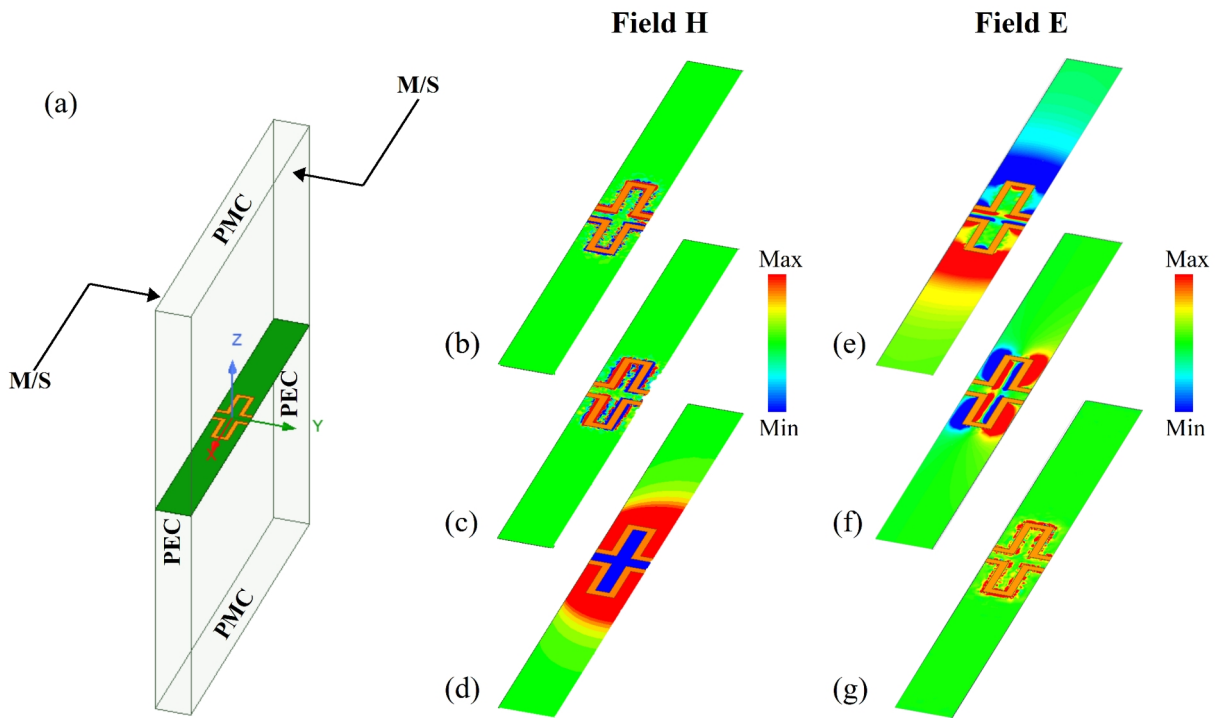 Field H
Field E
(a)
M/S
PMC
M/S
Z
Y
X
PEC
PEC
PMC
(b)
(c)
(d)
Max
Min
(e)
(f)
(g)
Max
Min